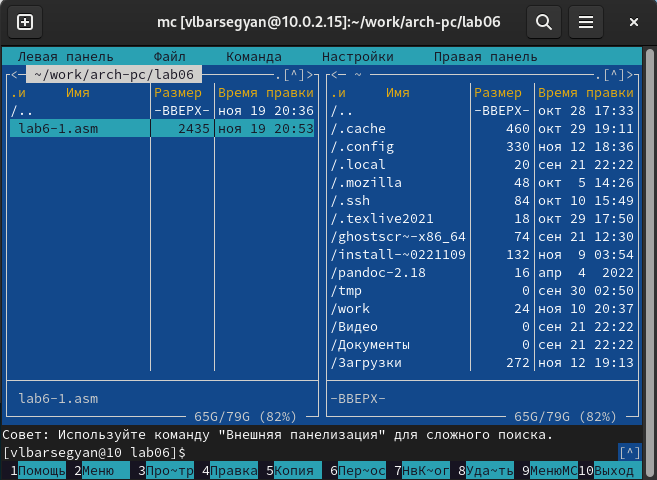 mc [vlbarsegyan@10.0.2.15]:~/work/arch-pc/lab06
Левая панель Файл Команда Настройки Правая панель
<— ~/work/arch-pc/lab06 .[^]> <— ~ .[^]>
.и Имя Размер Время правки .и Имя Размер Время правки
/.. -ВВЕРХ- ноя 19 20:36 /.. -ВВЕРХ- окт 28 17:33
lab6-1.asm 2435 ноя 19 20:53 /.cache 460 окт 29 19:11
/.config 330 ноя 12 18:36
/.local 20 сен 21 22:22
/.mozilla 48 окт 5 14:26
/.ssh 84 окт 10 15:49
/.texlive2021 18 окт 29 17:50
/ghostscr~-x86_64 74 сен 21 12:30
/install-~0221109 132 ноя 9 03:54
/pandoc-2.18 16 апр 4 2022
/tmp 0 сен 30 02:50
/work 24 ноя 10 20:37
/Видео 0 сен 21 22:22
/Документы 0 сен 21 22:22
/Загрузки 272 ноя 12 19:13
lab6-1.asm -ВВЕРХ-
65G/79G (82%) 65G/79G (82%)
Совет: Используйте команду "Внешняя панелизация" для сложного поиска.
[vlbarsegyan@10 lab06]$ [^]
1Помощь 2Меню 3Про~тр 4Правка 5Копия 6Пер~ос 7НвК~ог 8Уда~ть 9МенюMC 10Выход